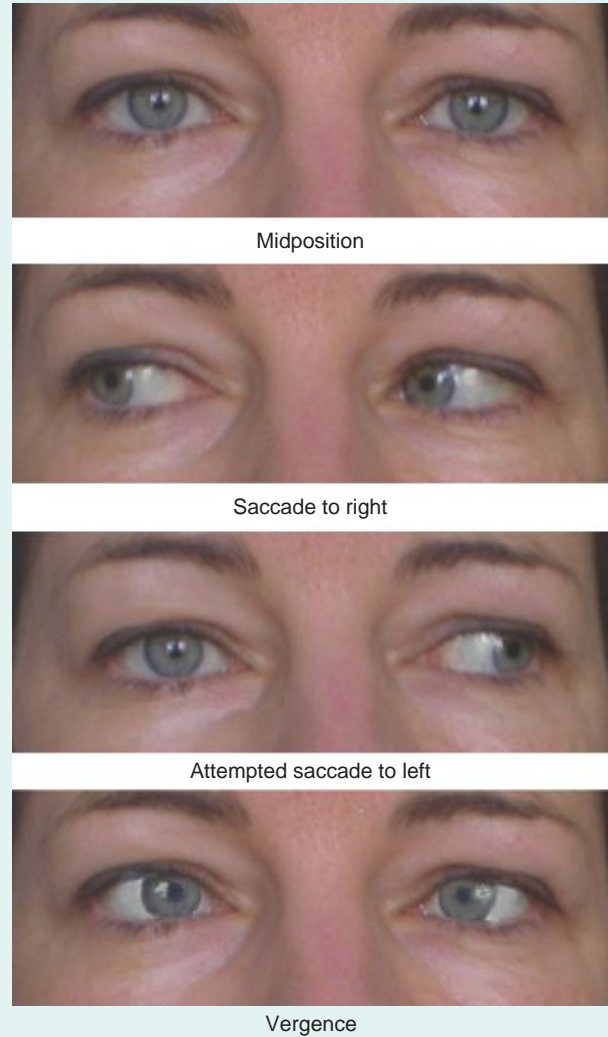 Midposition
Saccade to right
Attempted saccade to left
Vergence